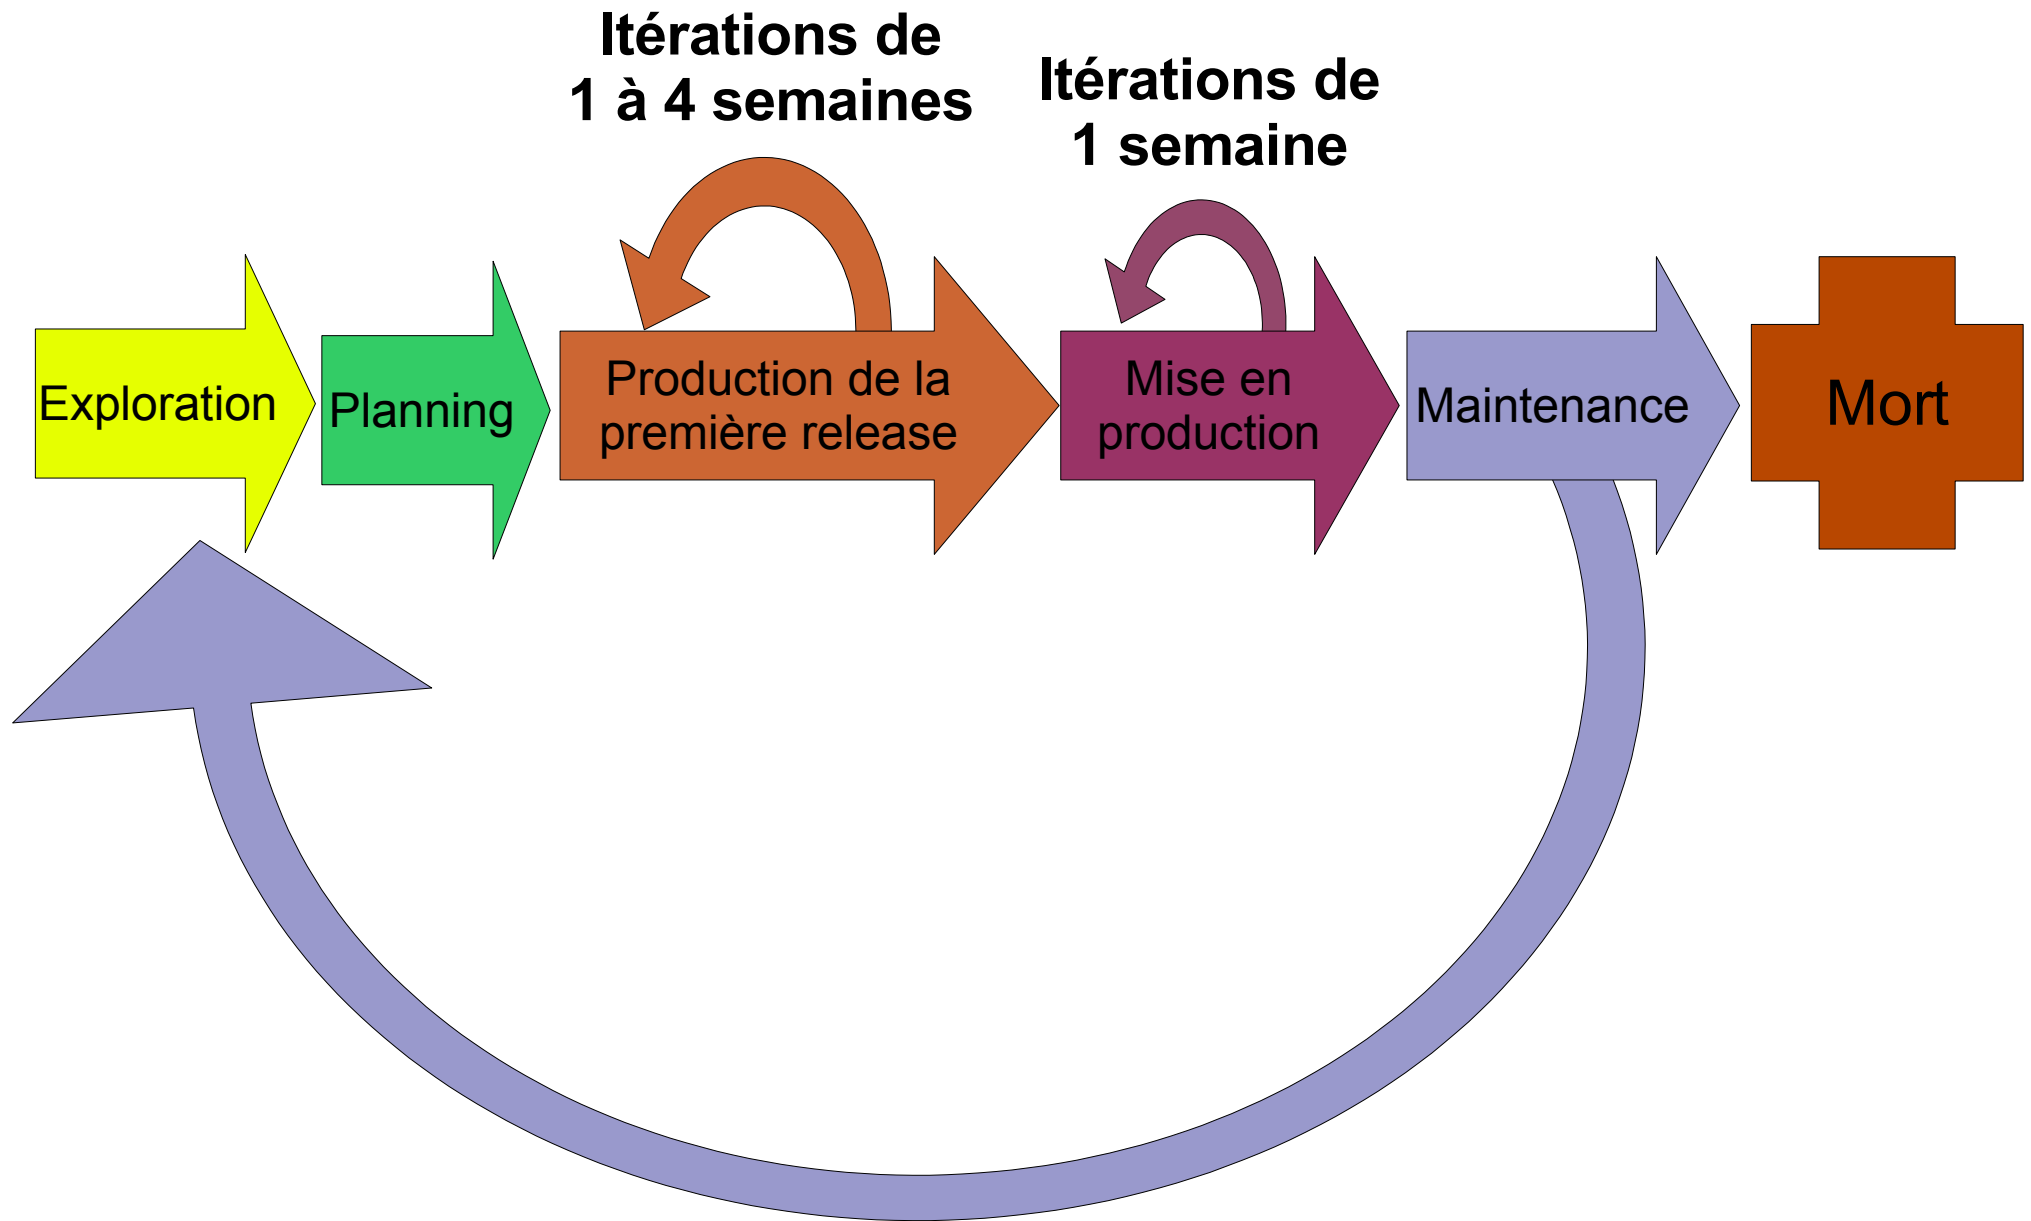 Itérations de
1 à 4 semaines
Itérations de
1 semaine
Exploration
Planning
Production de la
première release
Mise en
production
Maintenance
Mort